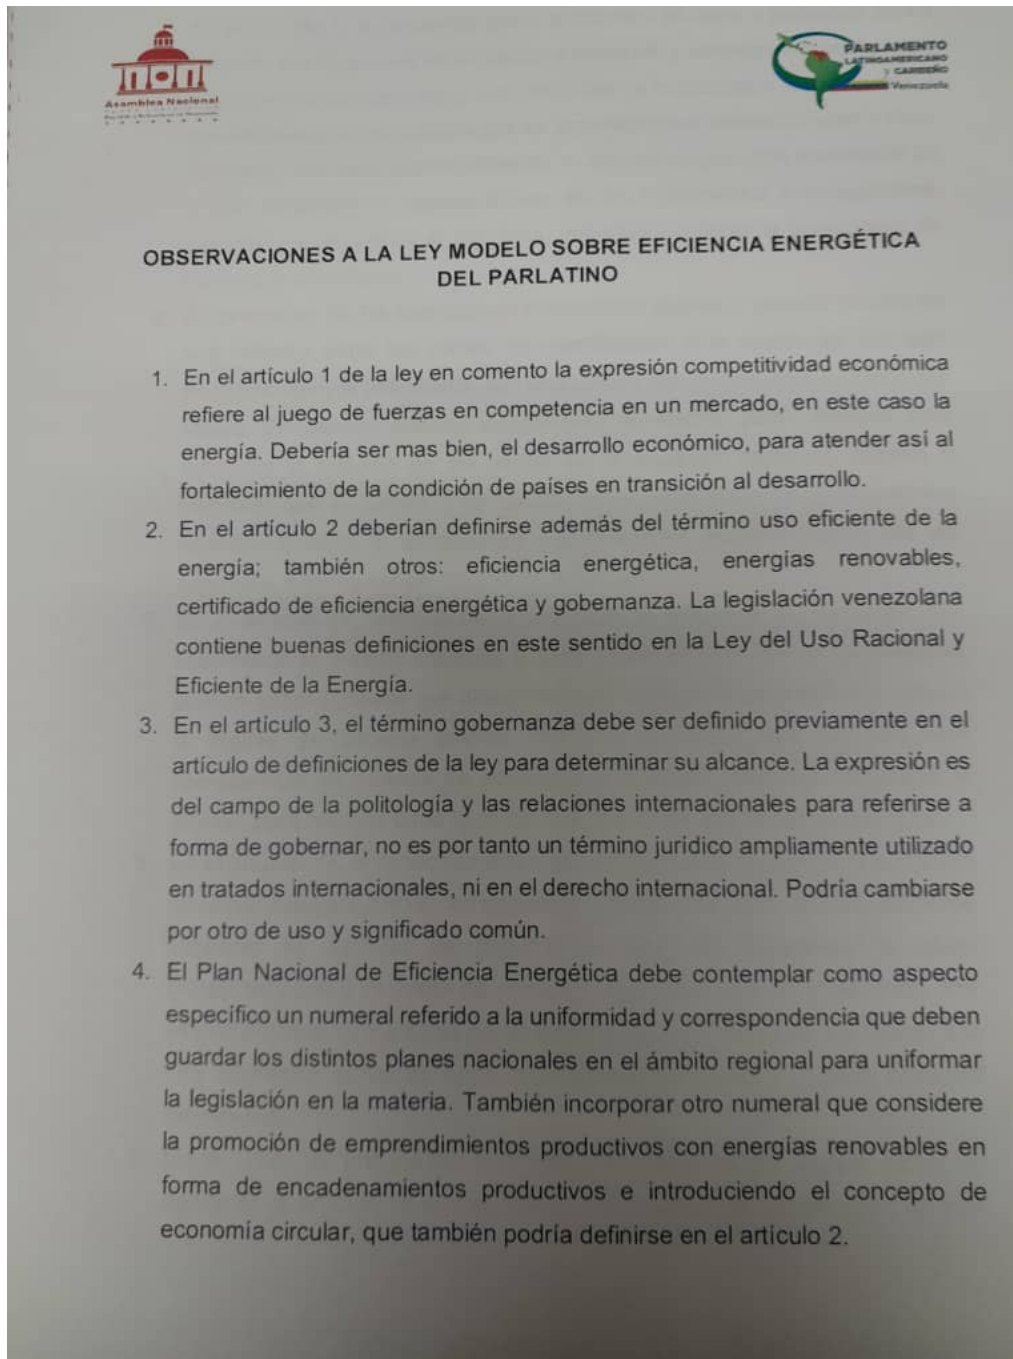 Asamblea Nacional
PARLAMENTO
LATINOAMERICANO
y CARIBEÑO
Venezuela
OBSERVACIONES A LA LEY MODELO SOBRE EFICIENCIA ENERGÉTICA
DEL PARLATINO
1. En el artículo 1 de la ley en comento la expresión competitividad económica
refiere al juego de fuerzas en competencia en un mercado, en este caso la
energía. Debería ser mas bien, el desarrollo económico, para atender así al
fortalecimiento de la condición de países en transición al desarrollo.
2. En el artículo 2 deberían definirse además del término uso eficiente de la
energía; también otros: eficiencia energética, energías renovables,
certificado de eficiencia energética y gobernanza. La legislación venezolana
contiene buenas definiciones en este sentido en la Ley del Uso Racional y
Eficiente de la Energía.
3. En el artículo 3, el término gobernanza debe ser definido previamente en el
artículo de definiciones de la ley para determinar su alcance. La expresión es
del campo de la politología y las relaciones internacionales para referirse a
forma de gobernar, no es por tanto un término jurídico ampliamente utilizado
en tratados internacionales, ni en el derecho internacional. Podría cambiarse
por otro de uso y significado común.
4. El Plan Nacional de Eficiencia Energética debe contemplar como aspecto
específico un numeral referido a la uniformidad y correspondencia que deben
guardar los distintos planes nacionales en el ámbito regional para uniformar
la legislación en la materia. También incorporar otro numeral que considere
la promoción de emprendimientos productivos con energías renovables en
forma de encadenamientos productivos e introduciendo el concepto de
economía circular, que también podría definirse en el artículo 2.